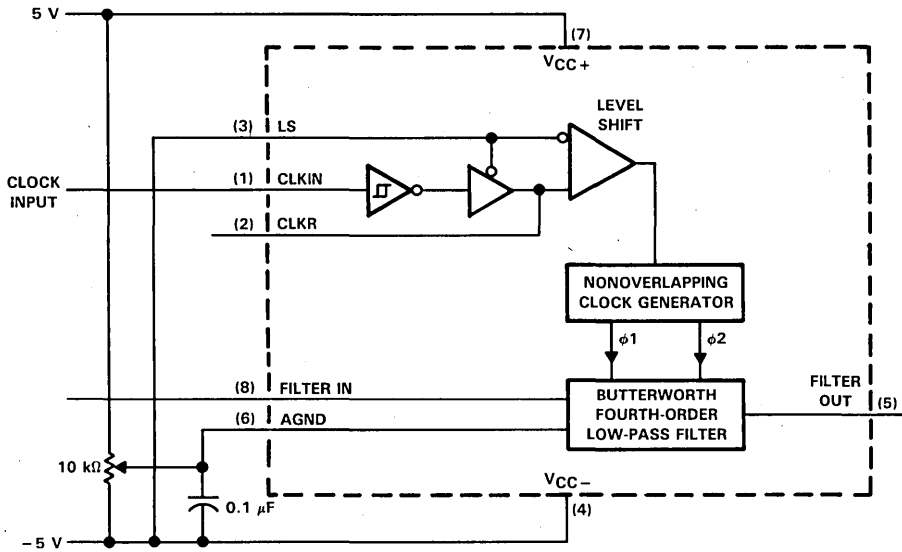 5 V
(7)
VCC+
LEVEL
SHIFT
(3) LS
CLOCK
INPUT
(1) CLKIN
(2) CLKR
NONOVERLAPPING
CLOCK GENERATOR
ϕ1
ϕ2
(8) FILTER IN
BUTTERWORTH
FOURTH-ORDER
LOW-PASS FILTER
FILTER
OUT
(5)
(6) AGND
10 kΩ
0.1 μF
VCC−
(4)
−5 V